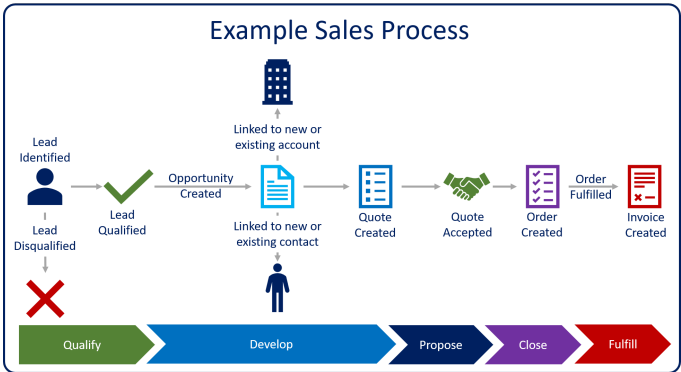 Example Sales Process
Linked to new or
existing account
Lead
Identified
Opportunity
Created
Order
Fulfilled
Lead
Disqualified
Lead
Qualified
Linked to new or
existing contact
Quote
Created
Quote
Accepted
Order
Created
Invoice
Created
Qualify
Develop
Propose
Close
Fulfill